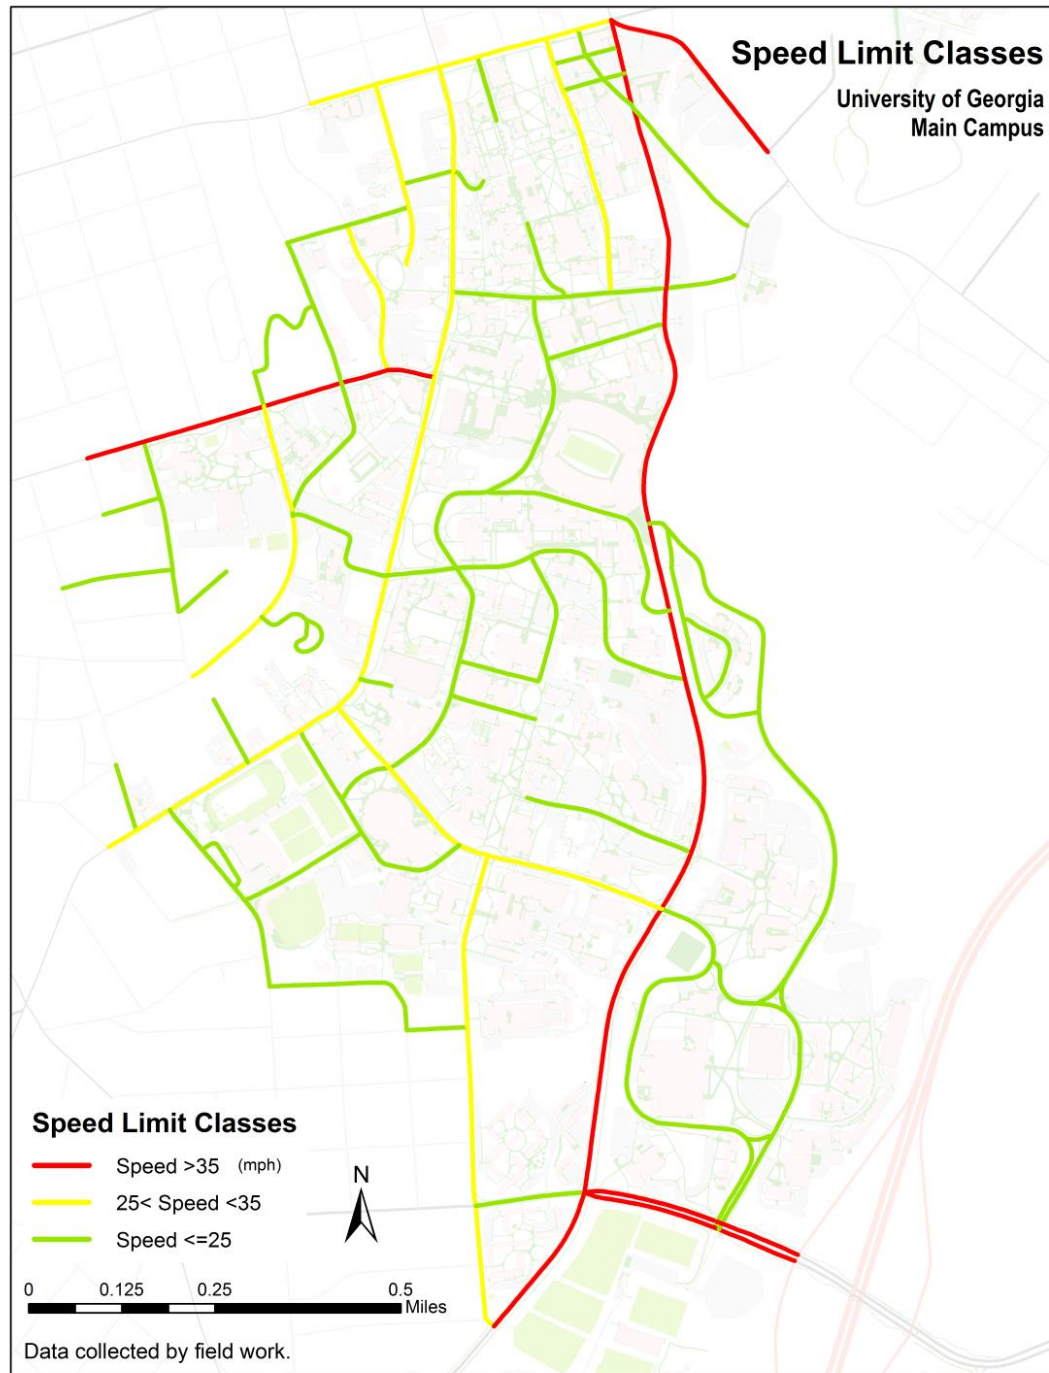 Speed Limit Classes
University of Georgia
Main Campus
Speed Limit Classes
Speed >35 (mph)
25< Speed <35
Speed <=25
N
0 0.125 0.25 0.5
Miles
Data collected by field work.